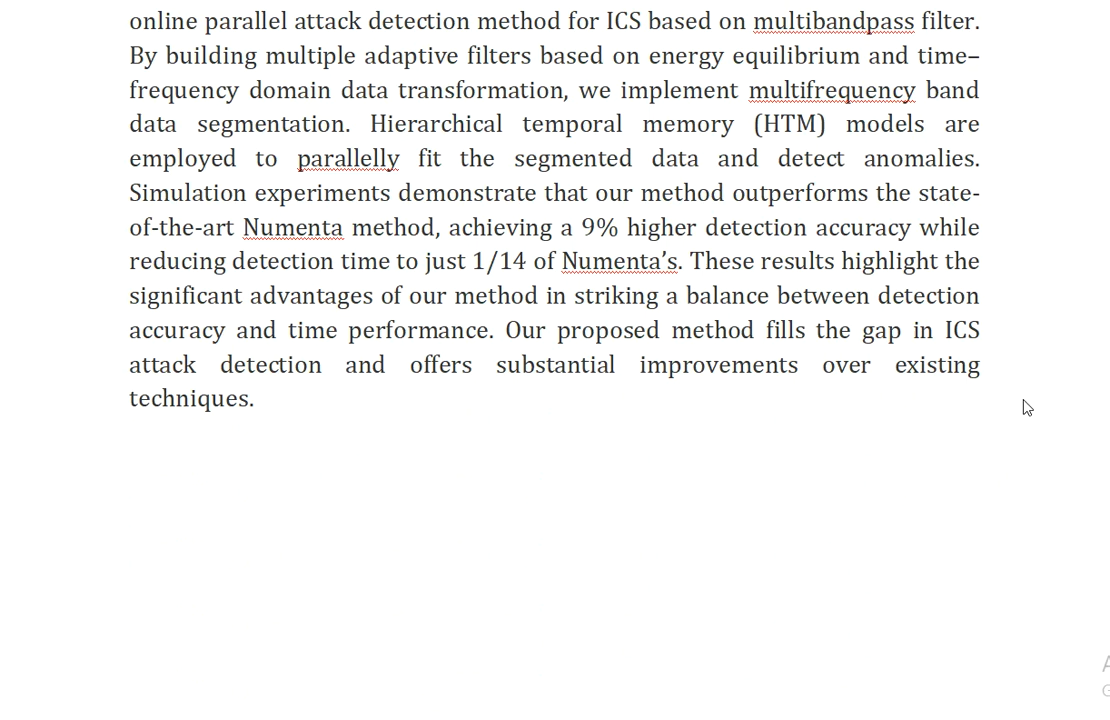 online parallel attack detection method for ICS based on multibandpass filter.
By building multiple adaptive filters based on energy equilibrium and time–
frequency domain data transformation, we implement multifrequency band
data segmentation. Hierarchical temporal memory (HTM) models are
employed to parallelly fit the segmented data and detect anomalies.
Simulation experiments demonstrate that our method outperforms the state-
of-the-art Numenta method, achieving a 9% higher detection accuracy while
reducing detection time to just 1/14 of Numenta’s. These results highlight the
significant advantages of our method in striking a balance between detection
accuracy and time performance. Our proposed method fills the gap in ICS
attack detection and offers substantial improvements over existing
techniques.